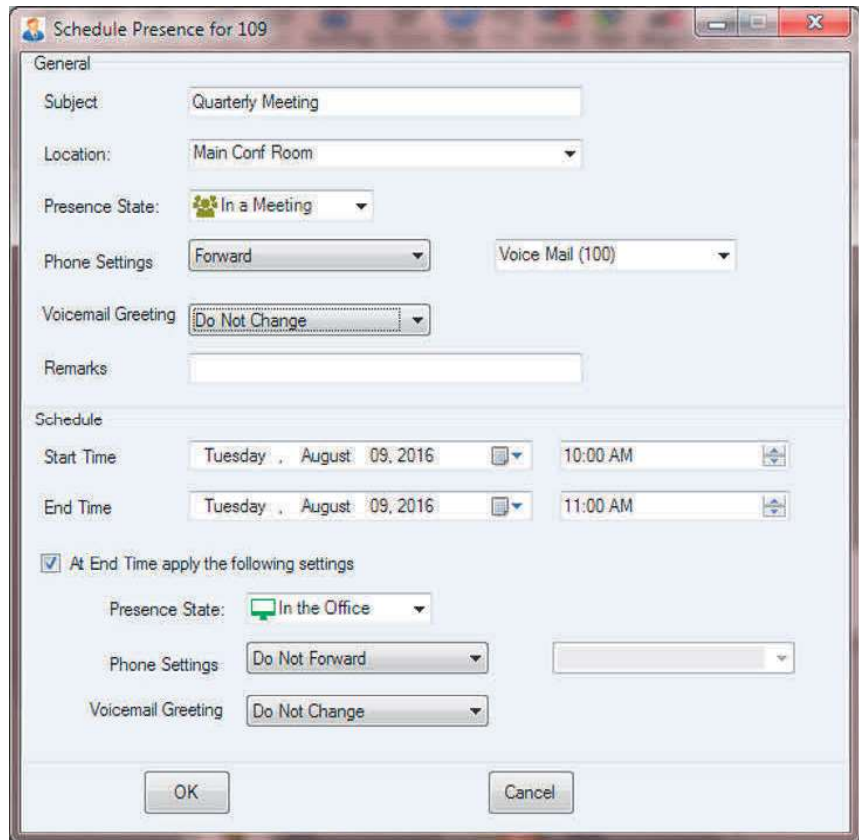 Schedule Presence for 109
General
Subject Quarterly Meeting
Location: Main Conf Room
Presence State: In a Meeting
Phone Settings Forward Voice Mail (100)
Voicemail Greeting Do Not Change
Remarks
Schedule
Start Time Tuesday , August 09, 2016 10:00 AM
End Time Tuesday , August 09, 2016 11:00 AM
At End Time apply the following settings
Presence State: In the Office
Phone Settings Do Not Forward
Voicemail Greeting Do Not Change
OK Cancel